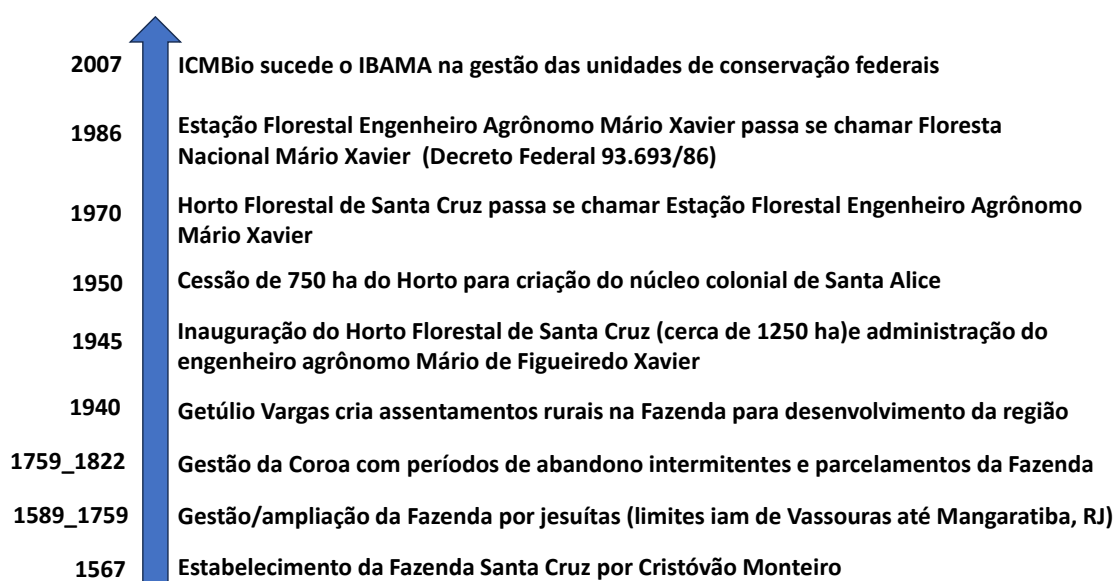 2007 ICMBio sucede o IBAMA na gestão das unidades de conservação federais
1986 Estação Florestal Engenheiro Agrônomo Mário Xavier passa se chamar Floresta
Nacional Mário Xavier (Decreto Federal 93.693/86)
1970 Horto Florestal de Santa Cruz passa se chamar Estação Florestal Engenheiro Agrônomo
Mário Xavier
1950 Cessão de 750 ha do Horto para criação do núcleo colonial de Santa Alice
1945 Inauguração do Horto Florestal de Santa Cruz (cerca de 1250 ha)e administração do
engenheiro agrônomo Mário de Figueiredo Xavier
1940 Getúlio Vargas cria assentamentos rurais na Fazenda para desenvolvimento da região
1759_1822 Gestão da Coroa com períodos de abandono intermitentes e parcelamentos da Fazenda
1589_1759 Gestão/ampliação da Fazenda por jesuítas (limites iam de Vassouras até Mangaratiba, RJ)
1567 Estabelecimento da Fazenda Santa Cruz por Cristóvão Monteiro